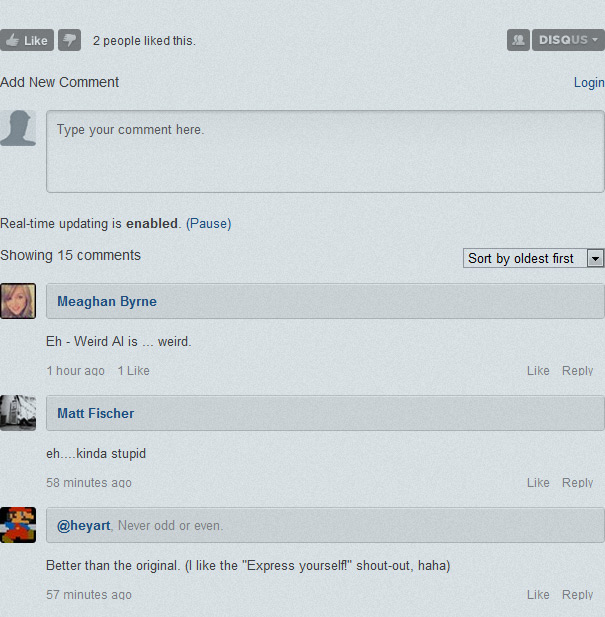 Like 2 people liked this. DISQUS
Add New Comment Login
Type your comment here.
Real-time updating is enabled. (Pause)
Showing 15 comments Sort by oldest first
Meaghan Byrne
Eh - Weird Al is ... weird.
1 hour ago 1 Like Like Reply
Matt Fischer
eh....kinda stupid
58 minutes ago Like Reply
@heyart, Never odd or even.
Better than the original. (I like the "Express yourself!" shout-out, haha)
57 minutes ago Like Reply